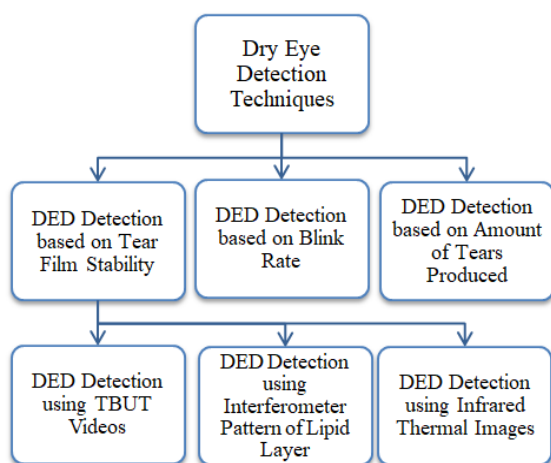 Dry Eye
Detection
Techniques
DED Detection
based on Tear
Film Stability
DED Detection
based on Blink
Rate
DED Detection
based on Amount
of Tears
Produced
DED Detection
using TBUT
Videos
DED Detection
using
Interferometer
Pattern of Lipid
Layer
DED Detection
using Infrared
Thermal Images